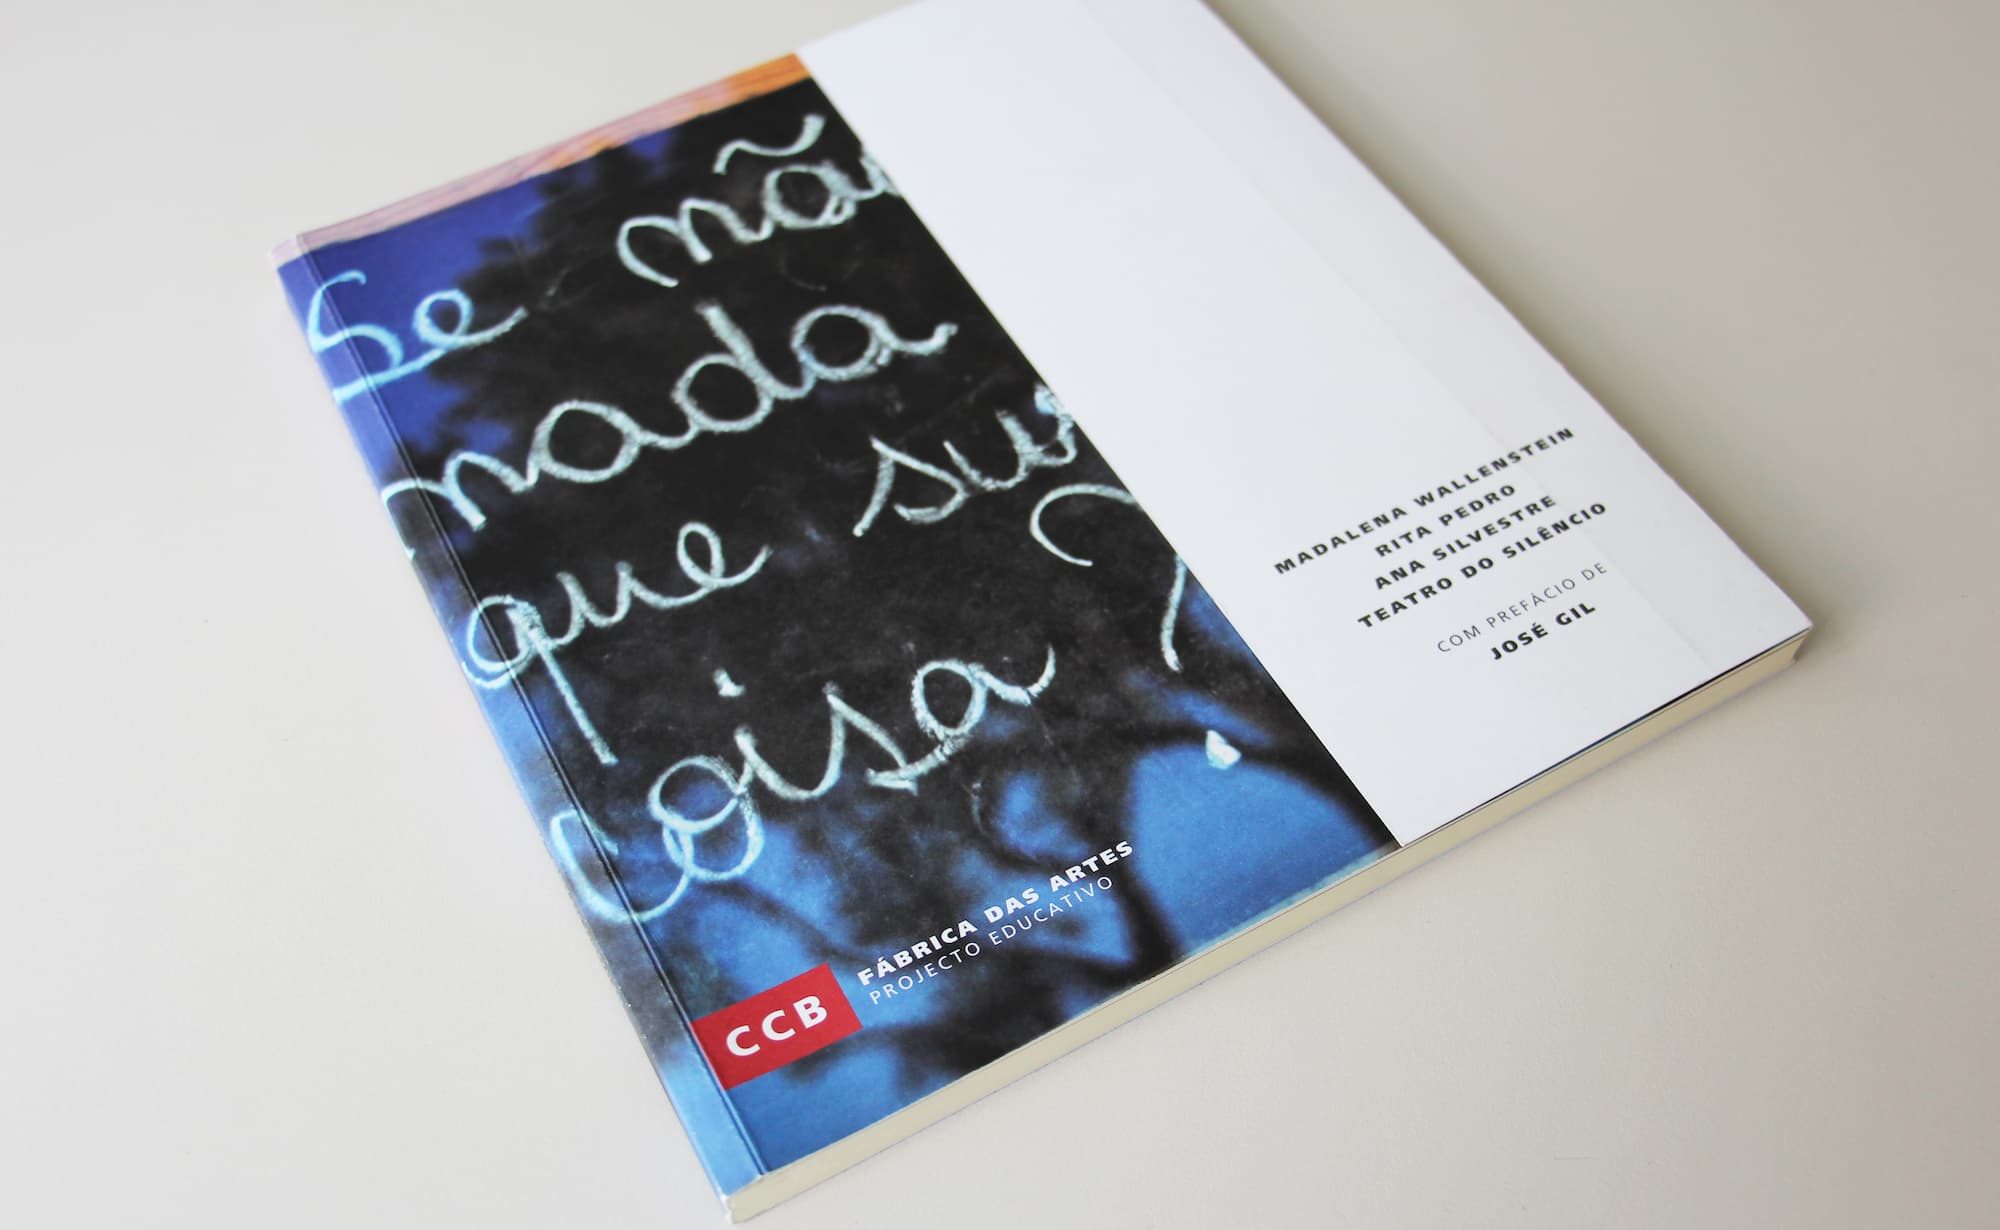 Se nã
nada
que su
coisa ?
MADALENA WALLENSTEIN
RITA PEDRO
ANA SILVESTRE
TEATRO DO SILÊNCIO
COM PREFÁCIO DE
JOSÉ GIL
CCB
FÁBRICA DAS ARTES
PROJECTO EDUCATIVO